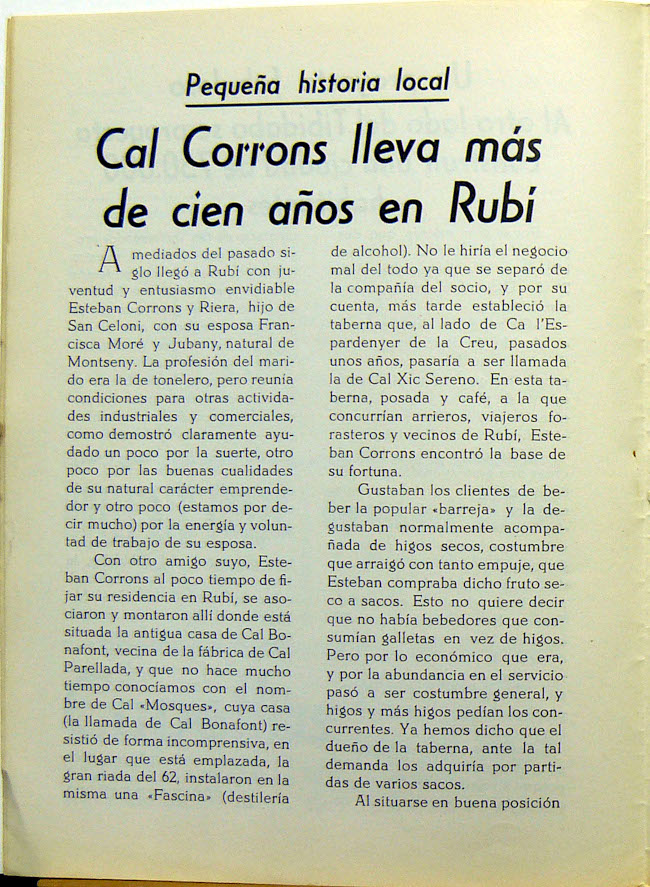 Pequeña historia local
Cal Corrons lleva más
de cien años en Rubí
A mediados del pasado si-
glo llegó a Rubí con ju-
ventud y entusiasmo envidiable
Esteban Corrons y Riera, hijo de
San Celoni, con su esposa Fran-
cisca Moré y Jubany, natural de
Montseny. La profesión del mari-
do era la de tonelero, pero reunía
condiciones para otras activida-
des industriales y comerciales,
como demostró claramente ayu-
dado un poco por la suerte, otro
poco por las buenas cualidades
de su natural carácter emprende-
dor y otro poco (estamos por de-
cir mucho) por la energía y volun-
tad de trabajo de su esposa.
Con otro amigo suyo, Este-
ban Corrons al poco tiempo de fi-
jar su residencia en Rubí, se aso-
ciaron y montaron allí donde está
situada la antigua casa de Cal Bo-
nafont, vecina de la fábrica de Cal
Parellada, y que no hace mucho
tiempo conocíamos con el nom-
bre de Cal «Mosques», cuya casa
(la llamada de Cal Bonafont) re-
sistió de forma incomprensiva, en
el lugar que está emplazada, la
gran riada del 62, instalaron en la
misma una «Fascina» (destilería
de alcohol). No le hiría el negocio
mal del todo ya que se separó de
la compañía del socio, y por su
cuenta, más tarde estableció la
taberna que, al lado de Ca l'Es-
pardenyer de la Creu, pasados
unos años, pasaría a ser llamada
la de Cal Xic Sereno. En esta ta-
berna, posada y café, a la que
concurrían arrieros, viajeros fo-
rasteros y vecinos de Rubí, Este-
ban Corrons encontró la base de
su fortuna.
Gustaban los clientes de be-
ber la popular «barreja» y la de-
gustaban normalmente acompa-
ñada de higos secos, costumbre
que arraigó con tanto empuje, que
Esteban compraba dicho fruto se-
co a sacos. Esto no quiere decir
que no había bebedores que con-
sumían galletas en vez de higos.
Pero por lo económico que era,
y por la abundancia en el servicio
pasó a ser costumbre general, y
higos y más higos pedían los con-
currentes. Ya hemos dicho que el
dueño de la taberna, ante la tal
demanda los adquiría por parti-
das de varios sacos.
Al situarse en buena posición